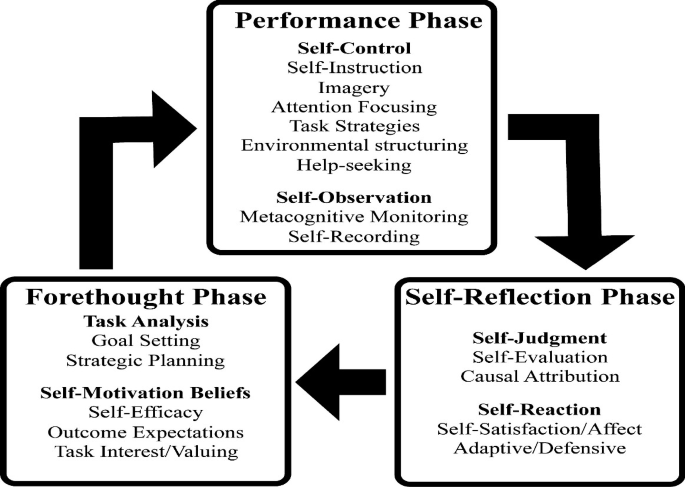 Performance Phase
Self-Control
Self-Instruction
Imagery
Attention Focusing
Task Strategies
Environmental structuring
Help-seeking
Self-Observation
Metacognitive Monitoring
Self-Recording
Forethought Phase
Task Analysis
Goal Setting
Strategic Planning
Self-Motivation Beliefs
Self-Efficacy
Outcome Expectations
Task Interest/Valuing
Self-Reflection Phase
Self-Judgment
Self-Evaluation
Causal Attribution
Self-Reaction
Self-Satisfaction/Affect
Adaptive/Defensive